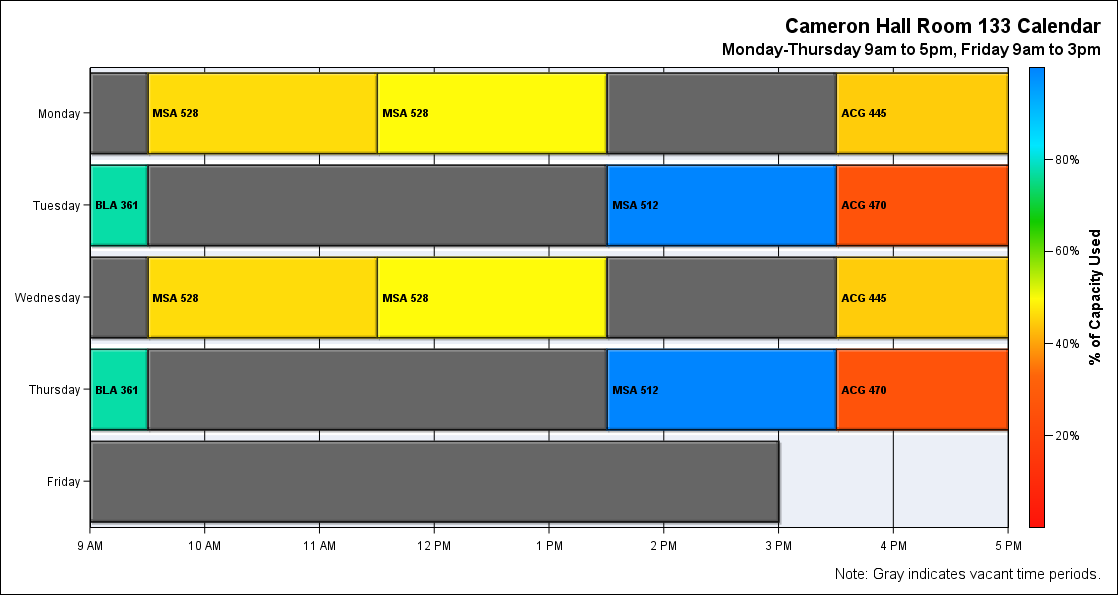 Cameron Hall Room 133 Calendar
Monday-Thursday 9am to 5pm, Friday 9am to 3pm
Monday
MSA 528
MSA 528
ACG 445
Tuesday
BLA 361
MSA 512
ACG 470
Wednesday
MSA 528
MSA 528
ACG 445
Thursday
BLA 361
MSA 512
ACG 470
Friday
9 AM
10 AM
11 AM
12 PM
1 PM
2 PM
3 PM
4 PM
5 PM
80%
60%
40%
20%
% of Capacity Used
Note: Gray indicates vacant time periods.